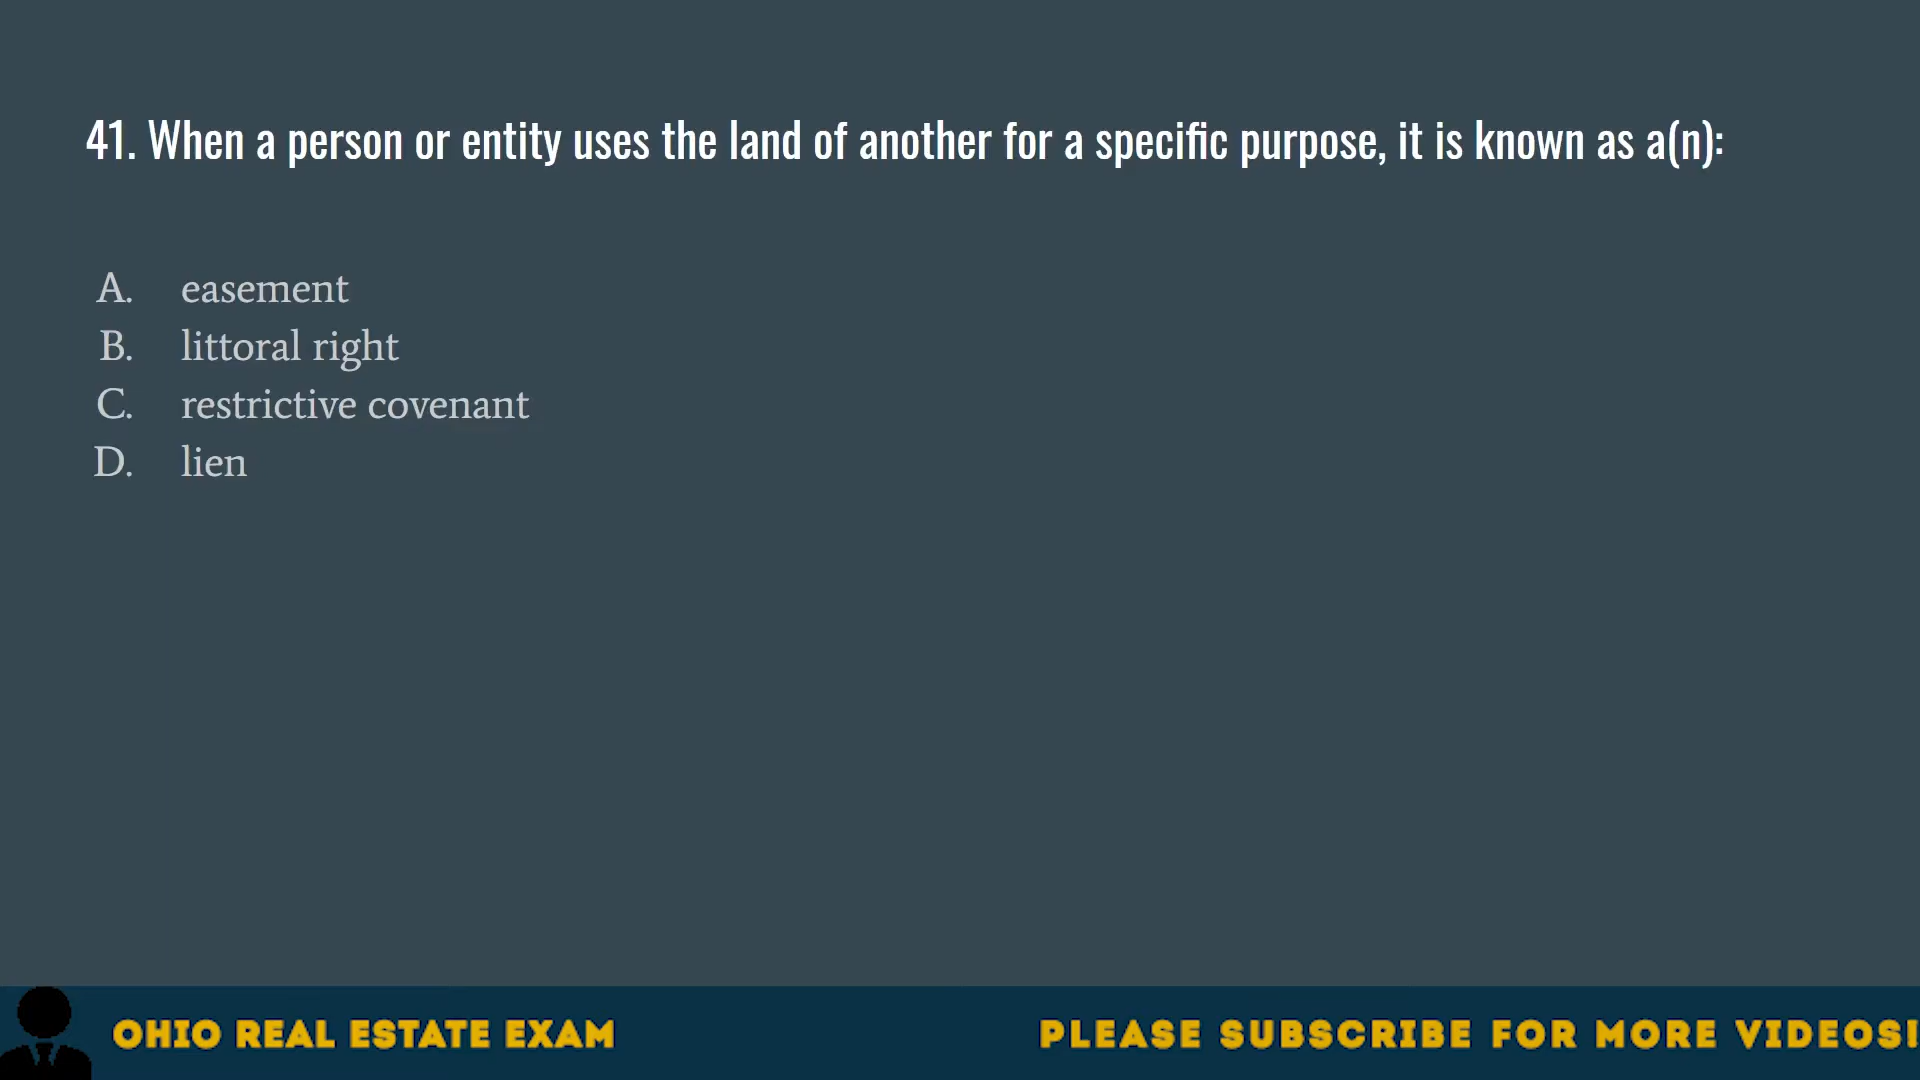 41. When a person or entity uses the land of another for a specific purpose, it is known as a(n):
A. easement
B. littoral right
C. restrictive covenant
D. lien
OHIO REAL ESTATE EXAM
PLEASE SUBSCRIBE FOR MORE VIDEOS!